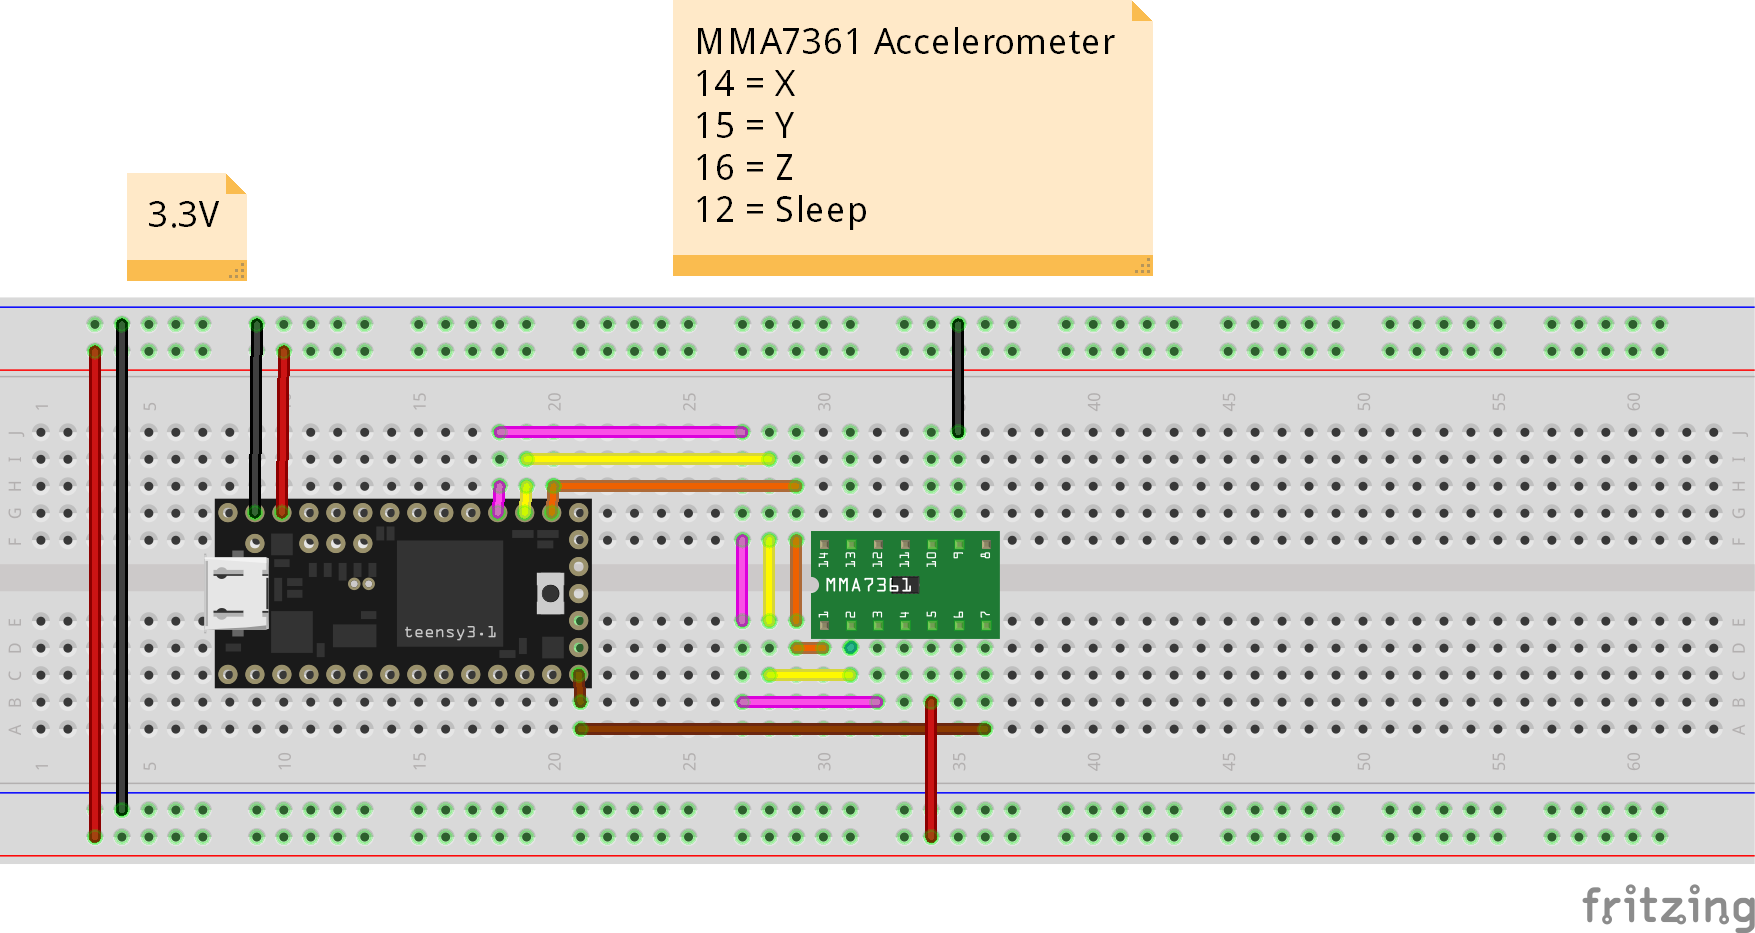 MMA7361 Accelerometer
14 = X
15 = Y
16 = Z
12 = Sleep
3.3V
1 5 15 20 25 30 40 45 50 55 60
J J
I I
H H
G G
F F
14 13 12 11 10 9 8
MMA7361
1 2 3 4 5 6 7
teensy3.1
E E
D D
C C
B B
A A
1 5 10 15 20 25 30 35 40 45 50 55 60
fritzing